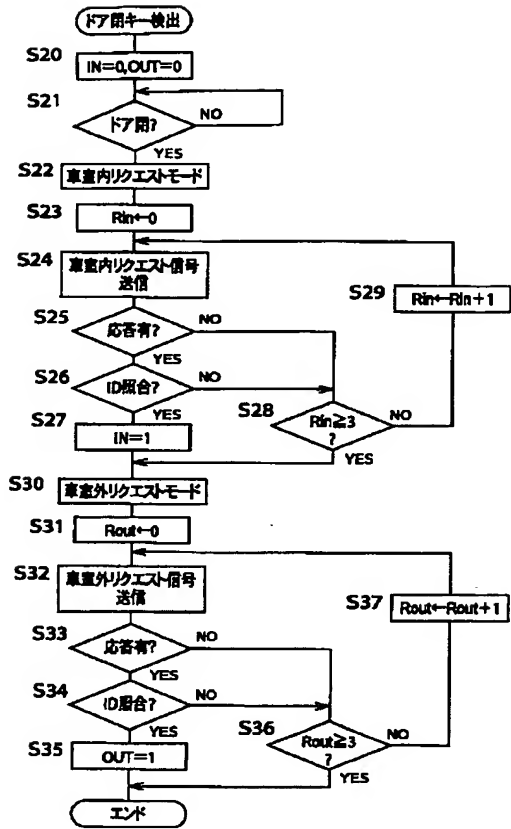 ドア閉キー検出
S20
IN=0,OUT=0
S21
ドア閉?
NO
YES
S22
車室内リクエストモード
S23
Rin←0
S24
車室内リクエスト信号
送信
S29
Rin←Rin+1
S25
応答有?
NO
YES
S26
ID照合?
NO
YES
S28
Rin≧3
?
NO
YES
S27
IN=1
S30
車室外リクエストモード
S31
Rout←0
S32
車室外リクエスト信号
送信
S37
Rout←Rout+1
S33
応答有?
NO
YES
S34
ID照合?
NO
YES
S36
Rout≧3
?
NO
YES
S35
OUT=1
エンド